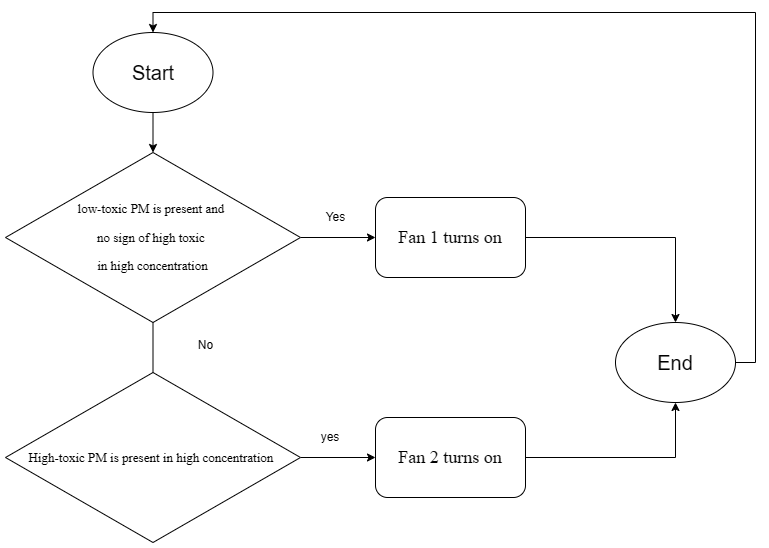 Start
low-toxic PM is present and
no sign of high toxic
in high concentration
Yes
Fan 1 turns on
No
End
High-toxic PM is present in high concentration
yes
Fan 2 turns on